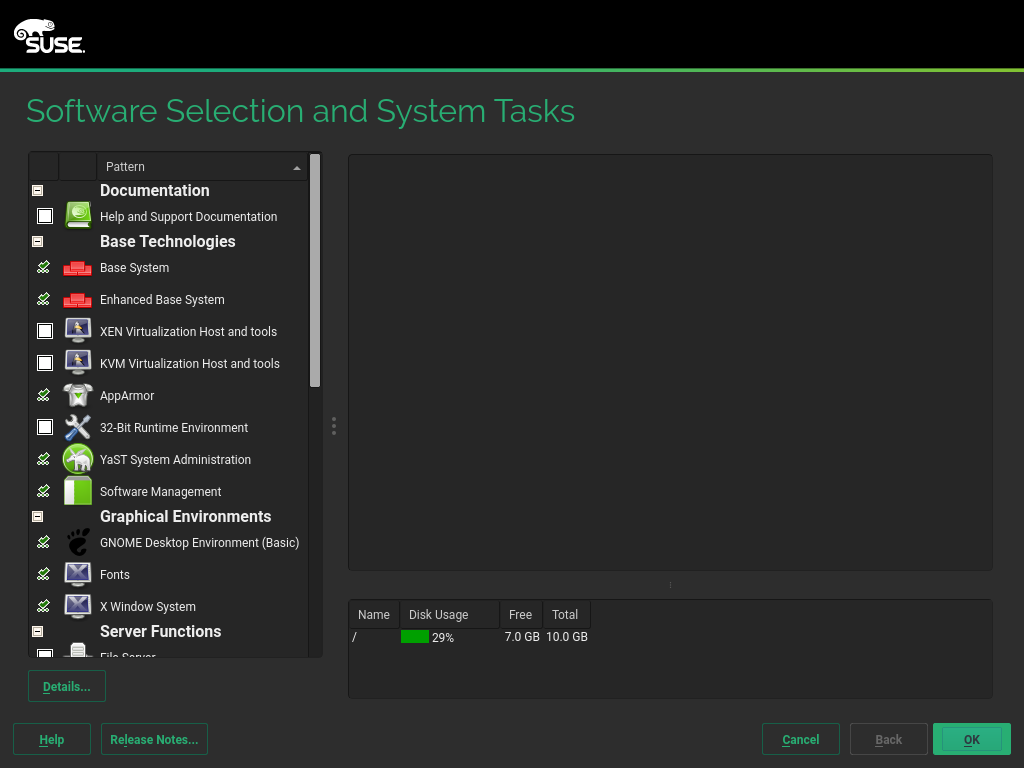 SUSE
Software Selection and System Tasks
Pattern
Documentation
Help and Support Documentation
Base Technologies
Base System
Enhanced Base System
XEN Virtualization Host and tools
KVM Virtualization Host and tools
AppArmor
32-Bit Runtime Environment
YaST System Administration
Software Management
Graphical Environments
GNOME Desktop Environment (Basic)
Fonts
X Window System
Server Functions
File Server
Name Disk Usage Free Total
/ 29% 7.0 GB 10.0 GB
Details...
Help Release Notes... Cancel Back OK